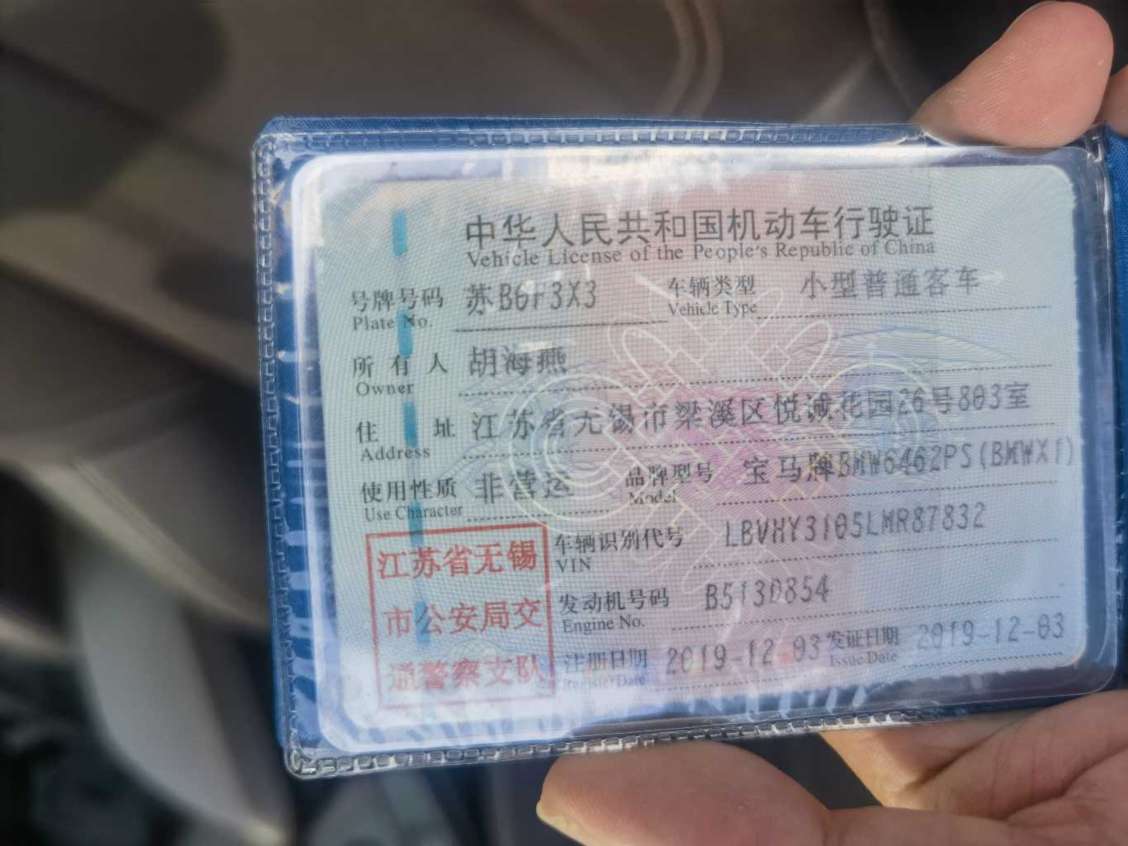 中华人民共和国机动车行驶证
Vehicle License of the People's Republic of China
号牌号码 苏B6F3X3 车辆类型 小型普通客车
Plate No. Vehicle Type
所有人 胡海燕
Owner
住址 江苏省无锡市梁溪区悦诚花园26号803室
Address
使用性质 非营运 品牌型号 宝马牌BMW6462PS(BMWX1)
Use Character Model
江苏省无锡 车辆识别代号 LBVHY3105LMR87832
VIN
市公安局交 发动机号码 B5130854
Engine No.
通警察支队 注册日期 2019-12-03 发证日期 2019-12-03
Register Date Issue Date